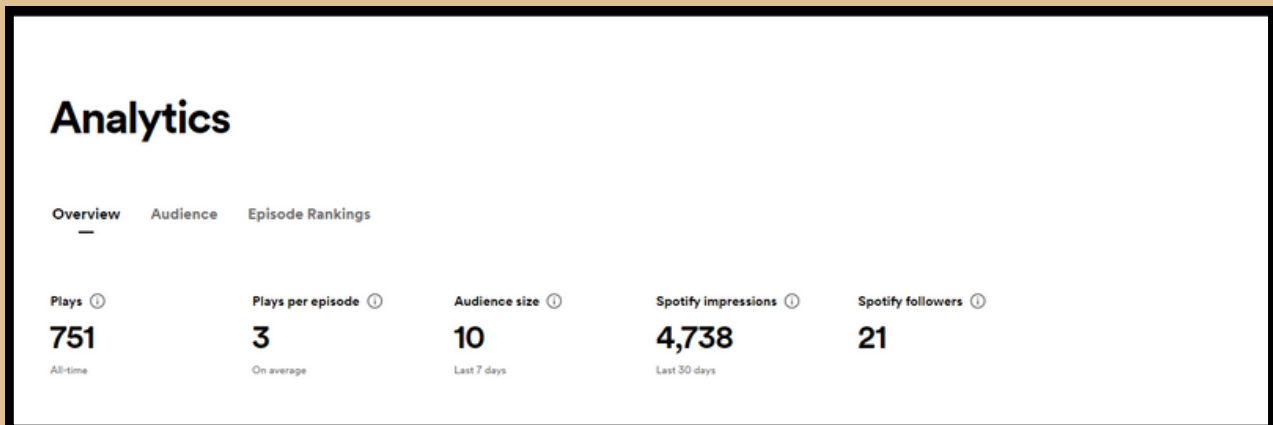 Analytics
Overview Audience Episode Rankings
Plays Plays per episode Audience size Spotify impressions Spotify followers
751 3 10 4,738 21
All-time On average Last 7 days Last 30 days